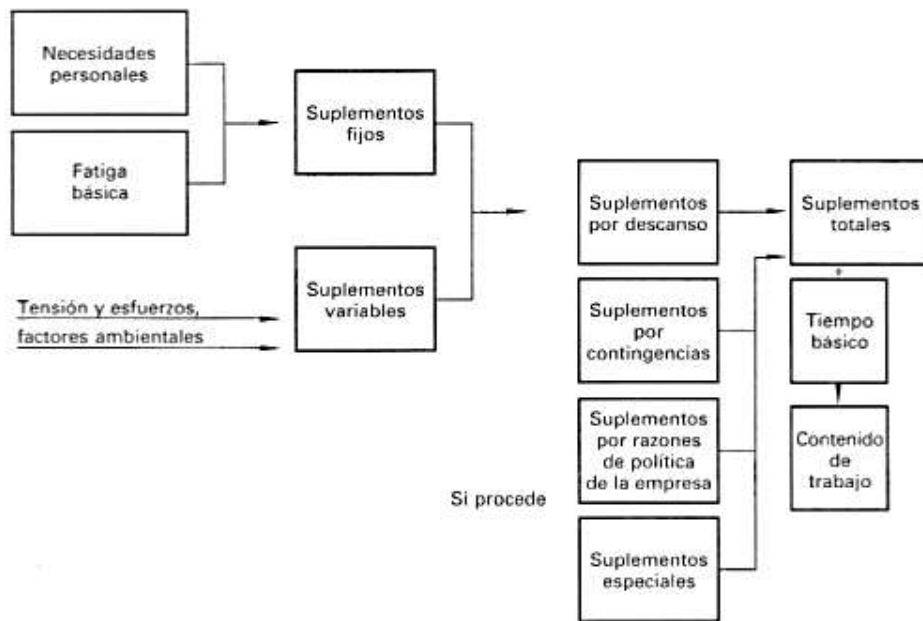 Necesidades
personales
Fatiga
básica
Tensión y esfuerzos,
factores ambientales
Suplementos
fijos
Suplementos
variables
Suplementos
por descanso
Suplementos
por
contingencias
Suplementos
por razones
de política
de la empresa
Si procede
Suplementos
especiales
Suplementos
totales
+
Tiempo
básico
Contenido
de
trabajo